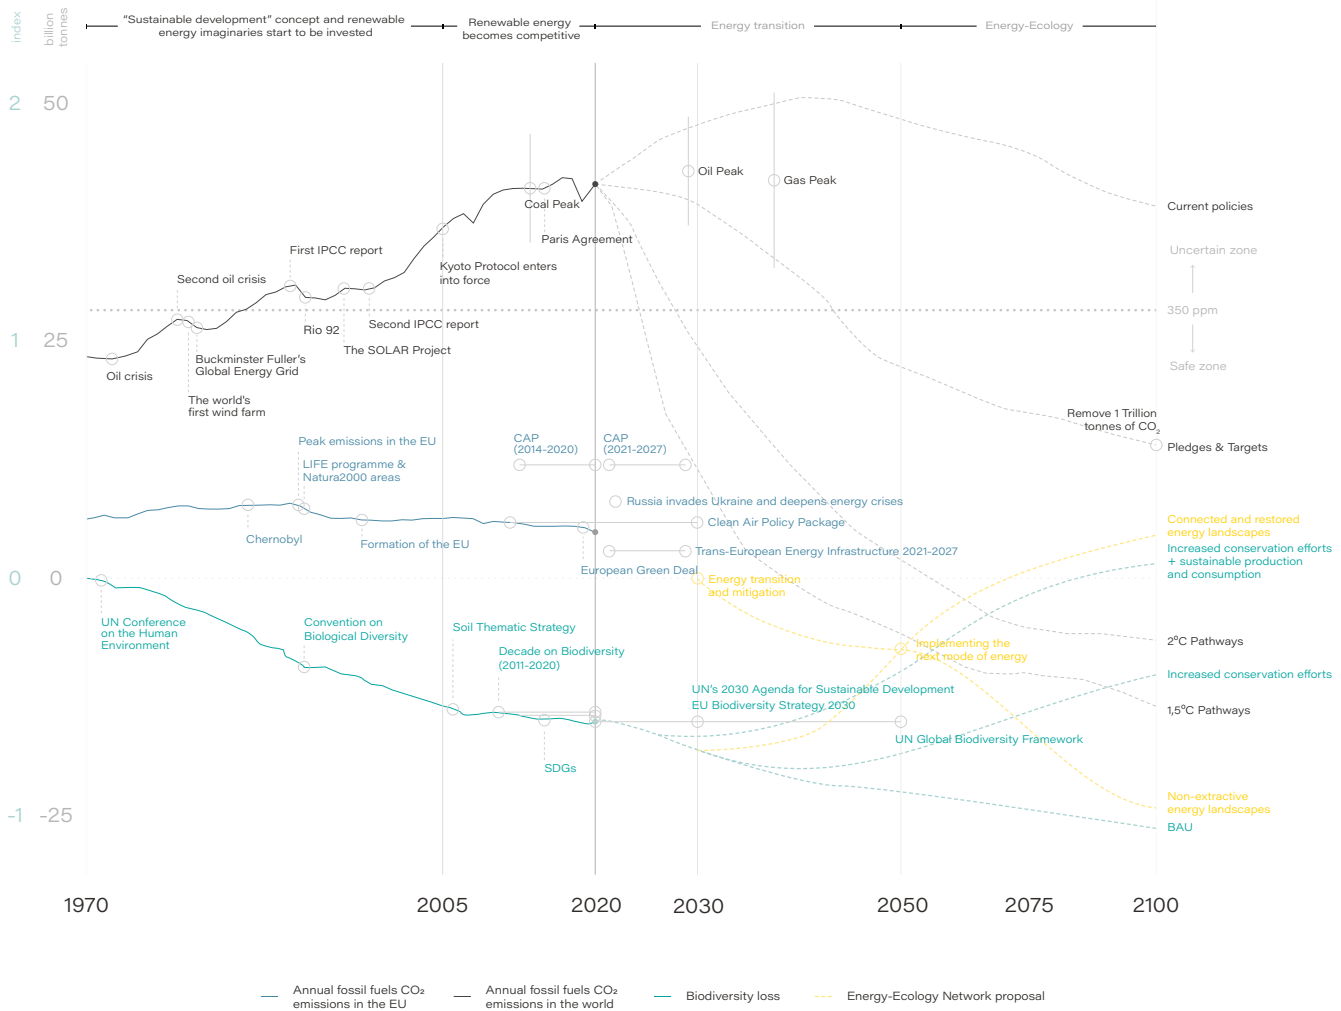 index
billion
tonnes
"Sustainable development" concept and renewable
energy imaginaries start to be invested
Renewable energy
becomes competitive
Energy transition
Energy-Ecology
2
50
1
25
0
0
-1
-25
Oil Peak
Gas Peak
Coal Peak
Paris Agreement
Current policies
First IPCC report
Second oil crisis
Kyoto Protocol enters
into force
Uncertain zone
350 ppm
Safe zone
Rio 92
Second IPCC report
The SOLAR Project
Buckminster Fuller's
Global Energy Grid
Oil crisis
The world's
first wind farm
Remove 1 Trillion
tonnes of CO₂
Pledges & Targets
Peak emissions in the EU
LIFE programme &
Natura2000 areas
CAP
(2014-2020)
CAP
(2021-2027)
Russia invades Ukraine and deepens energy crises
Clean Air Policy Package
Chernobyl
Formation of the EU
Trans-European Energy Infrastructure 2021-2027
European Green Deal
Energy transition
and mitigation
Connected and restored
energy landscapes
Increased conservation efforts
+ sustainable production
and consumption
UN Conference
on the Human
Environment
Convention on
Biological Diversity
Soil Thematic Strategy
Decade on Biodiversity
(2011-2020)
Implementing the
next mode of energy
2ºC Pathways
Increased conservation efforts
UN's 2030 Agenda for Sustainable Development
EU Biodiversity Strategy 2030
1,5ºC Pathways
UN Global Biodiversity Framework
SDGs
Non-extractive
energy landscapes
BAU
1970
2005
2020
2030
2050
2075
2100
Annual fossil fuels CO₂
emissions in the EU
Annual fossil fuels CO₂
emissions in the world
Biodiversity loss
Energy-Ecology Network proposal